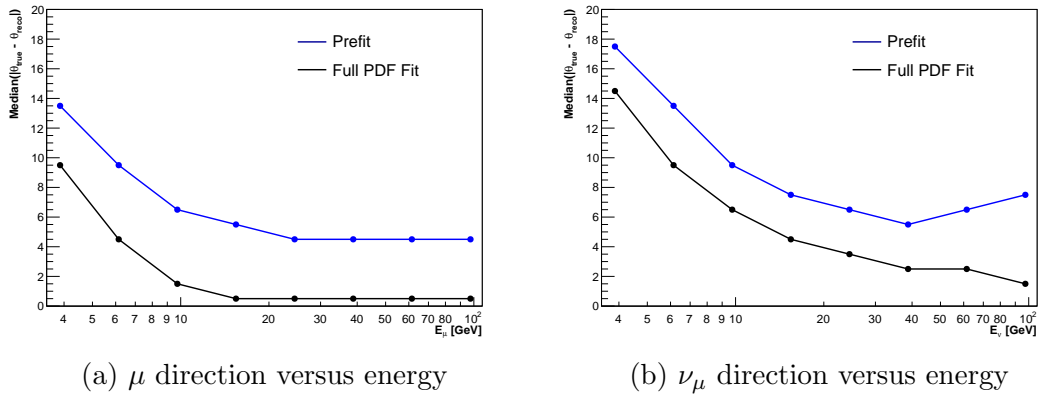 Median(|θtrue - θreco|)
20
18
16
14
12
10
8
6
4
2
0
Prefit
Full PDF Fit
4 5 6 7 8 9 10 20 30 40 50 60 70 80 10²
Eμ [GeV]
(a) μ direction versus energy
Median(|θtrue - θreco|)
20
18
16
14
12
10
8
6
4
2
0
Prefit
Full PDF Fit
4 5 6 7 8 9 10 20 30 40 50 60 70 80 10²
Eν [GeV]
(b) νμ direction versus energy